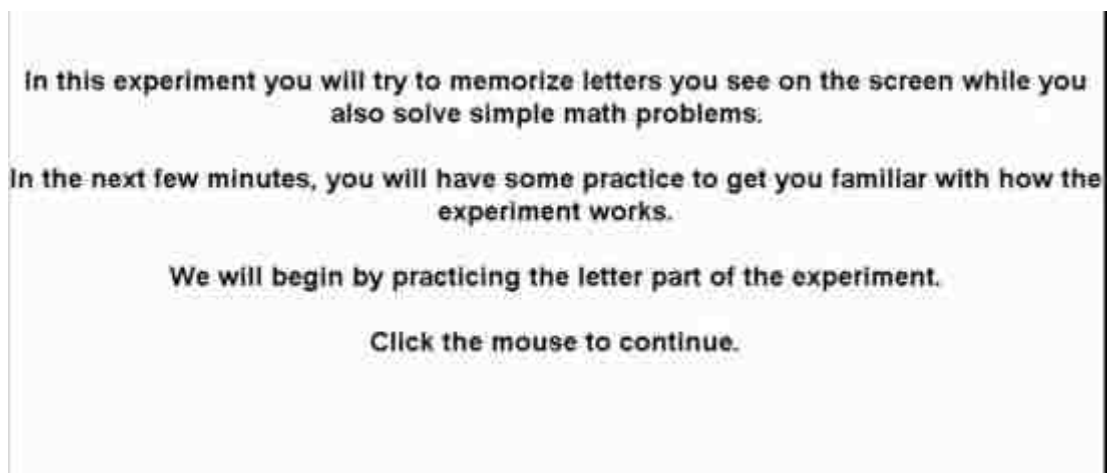 In this experiment you will try to memorize letters you see on the screen while you
also solve simple math problems.
In the next few minutes, you will have some practice to get you familiar with how the
experiment works.
We will begin by practicing the letter part of the experiment.
Click the mouse to continue.